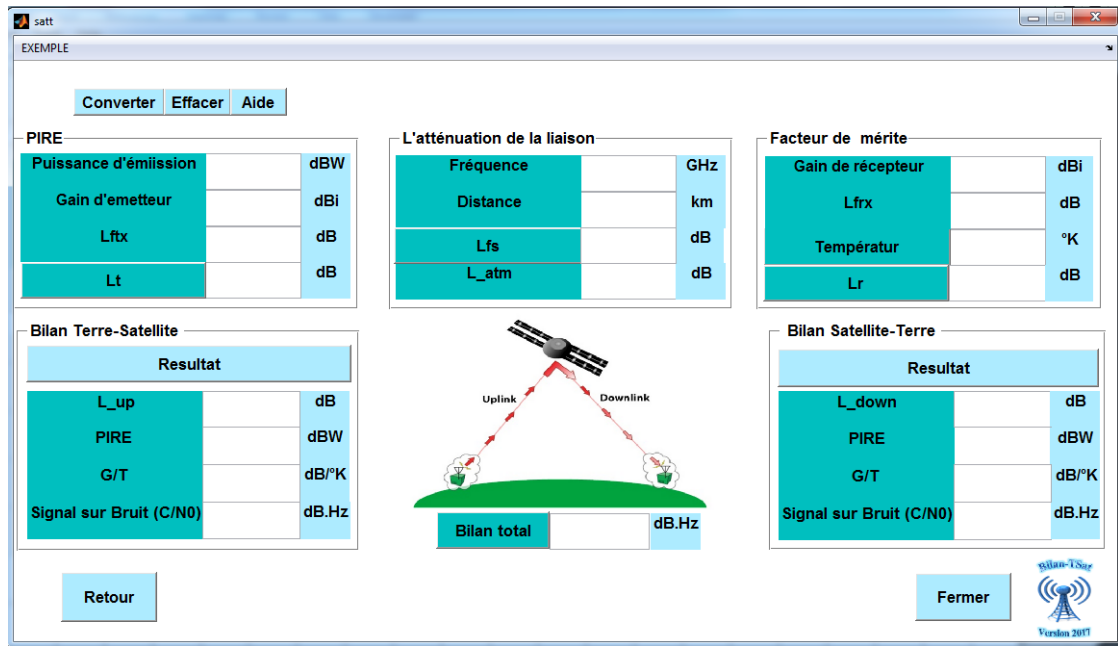 satt
EXEMPLE
Converter Effacer Aide
PIRE
Puissance d'émiission dBW
Gain d'emetteur dBi
Lftx dB
Lt dB
L'atténuation de la liaison
Fréquence GHz
Distance km
Lfs dB
L_atm dB
Facteur de mérite
Gain de récepteur dBi
Lfrx dB
Températur °K
Lr dB
Bilan Terre-Satellite
Resultat
L_up dB
PIRE dBW
G/T dB/°K
Signal sur Bruit (C/N0) dB.Hz
Uplink Downlink
Bilan total dB.Hz
Bilan Satellite-Terre
Resultat
L_down dB
PIRE dBW
G/T dB/°K
Signal sur Bruit (C/N0) dB.Hz
Retour
Fermer
Bilan-TSat
Version 2017